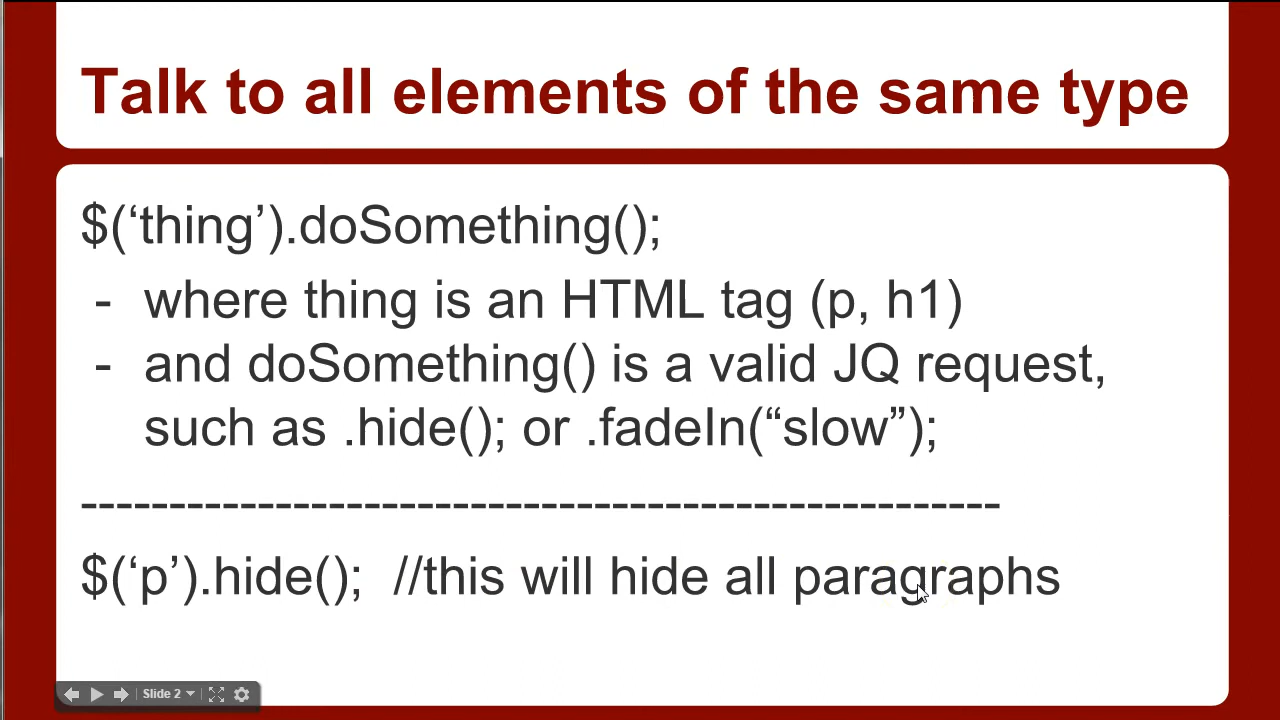 Talk to all elements of the same type
$(‘thing’).doSomething();
- where thing is an HTML tag (p, h1)
- and doSomething() is a valid JQ request,
such as .hide(); or .fadeIn(“slow”);
----------------------------------------------------
$(‘p’).hide();  //this will hide all paragraphs
Slide 2